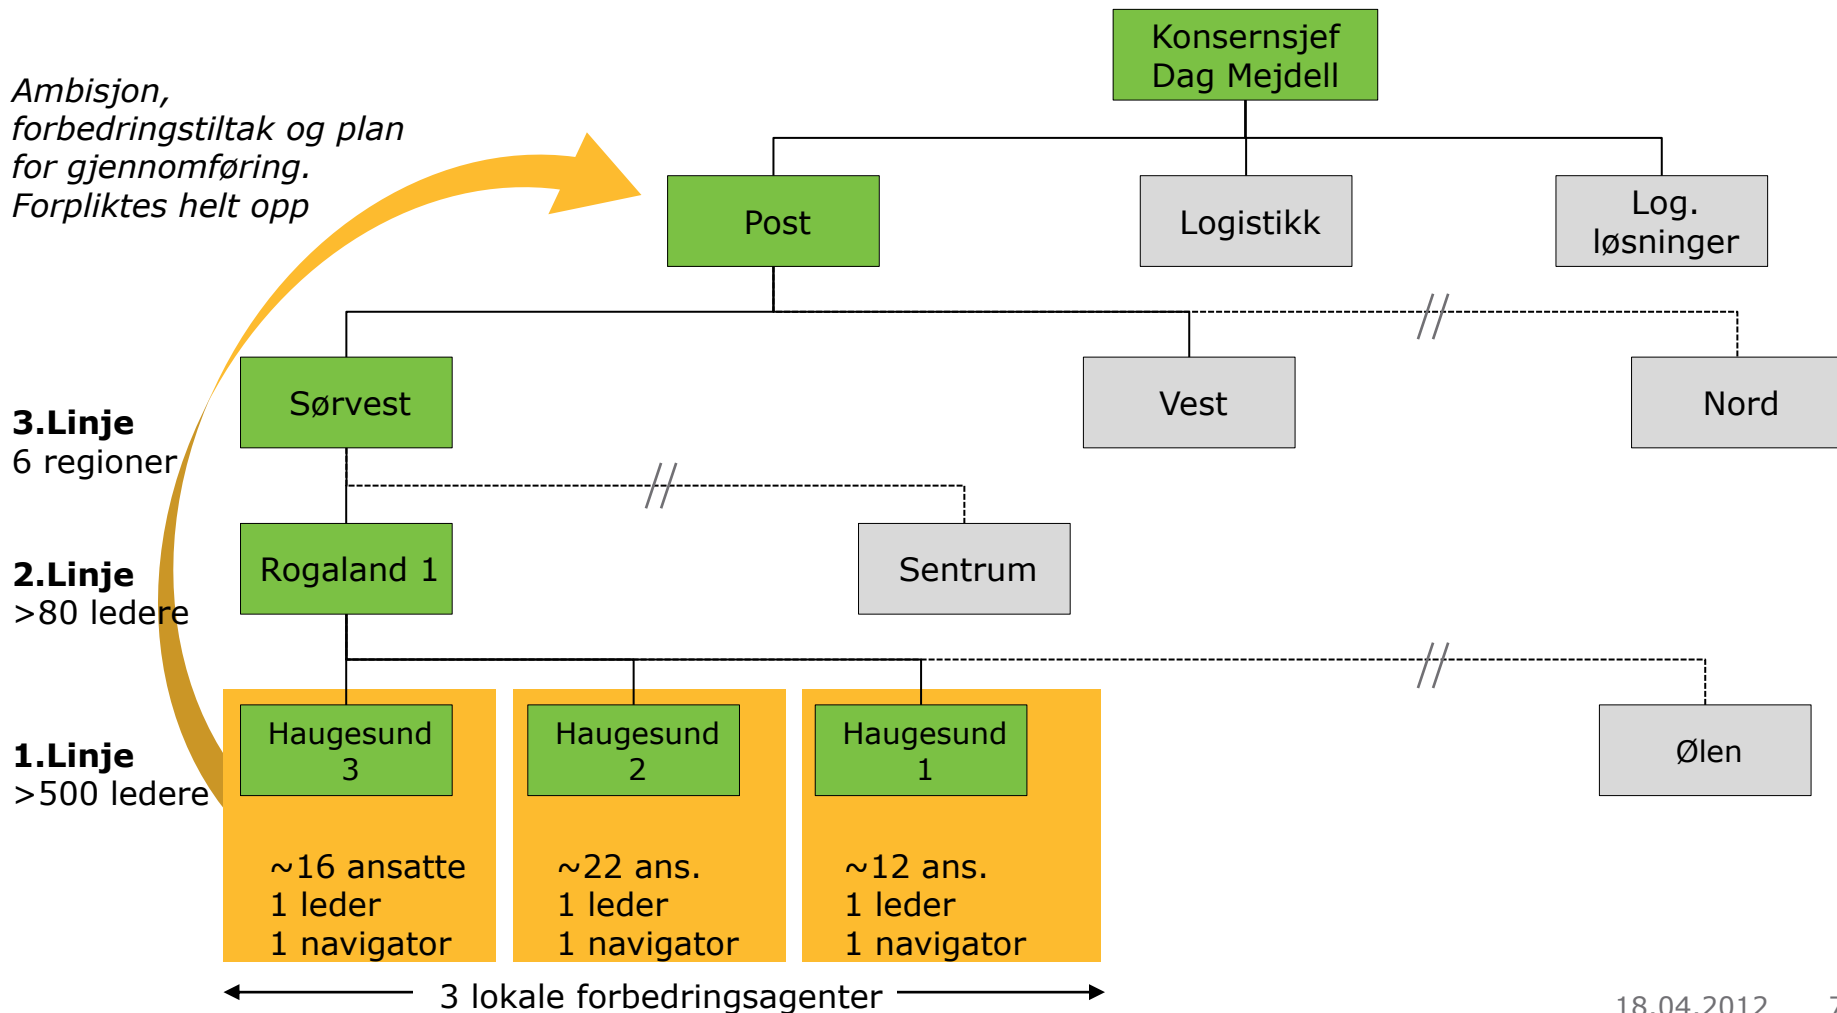 Konsernsjef
Dag Mejdell
Ambisjon,
forbedringstiltak og plan
for gjennomføring.
Forpliktes helt opp
Post
Logistikk
Log.
løsninger
3.Linje
6 regioner
Sørvest
Vest
Nord
2.Linje
>80 ledere
Rogaland 1
Sentrum
1.Linje
>500 ledere
Haugesund
3
Haugesund
2
Haugesund
1
Ølen
~16 ansatte
1 leder
1 navigator
~22 ans.
1 leder
1 navigator
~12 ans.
1 leder
1 navigator
3 lokale forbedringsagenter
18.04.2012
7